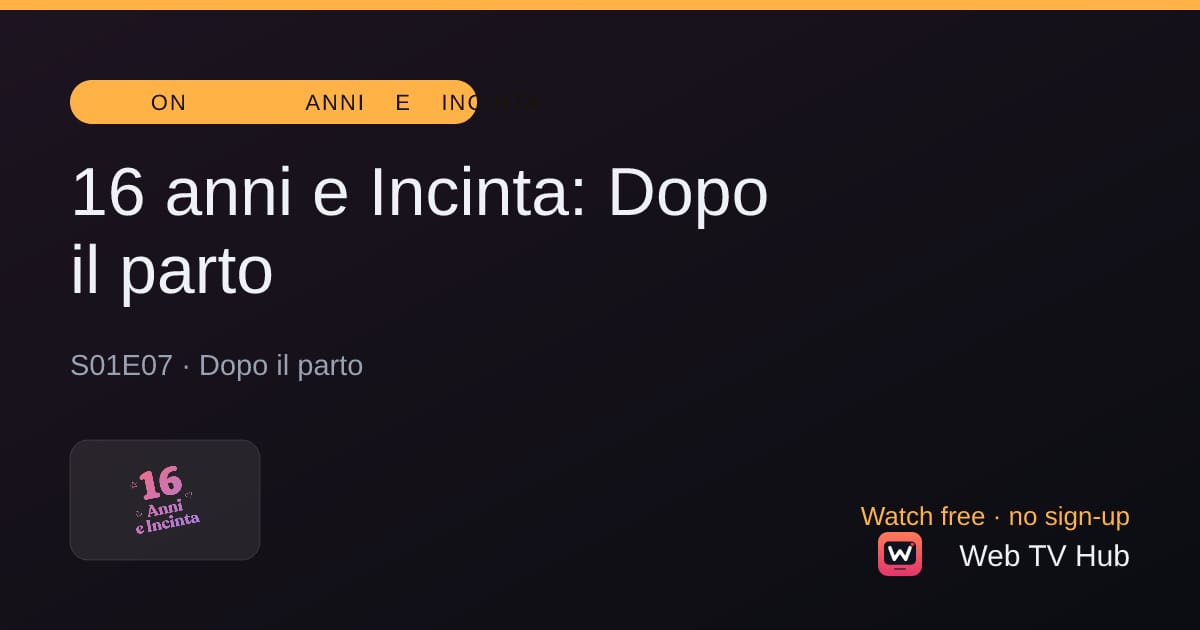 ON ANNI E INCINTA
16 anni e Incinta: Dopo
il parto
S01E07 · Dopo il parto
16
Anni
e Incinta
Watch free · no sign-up
W
Web TV Hub